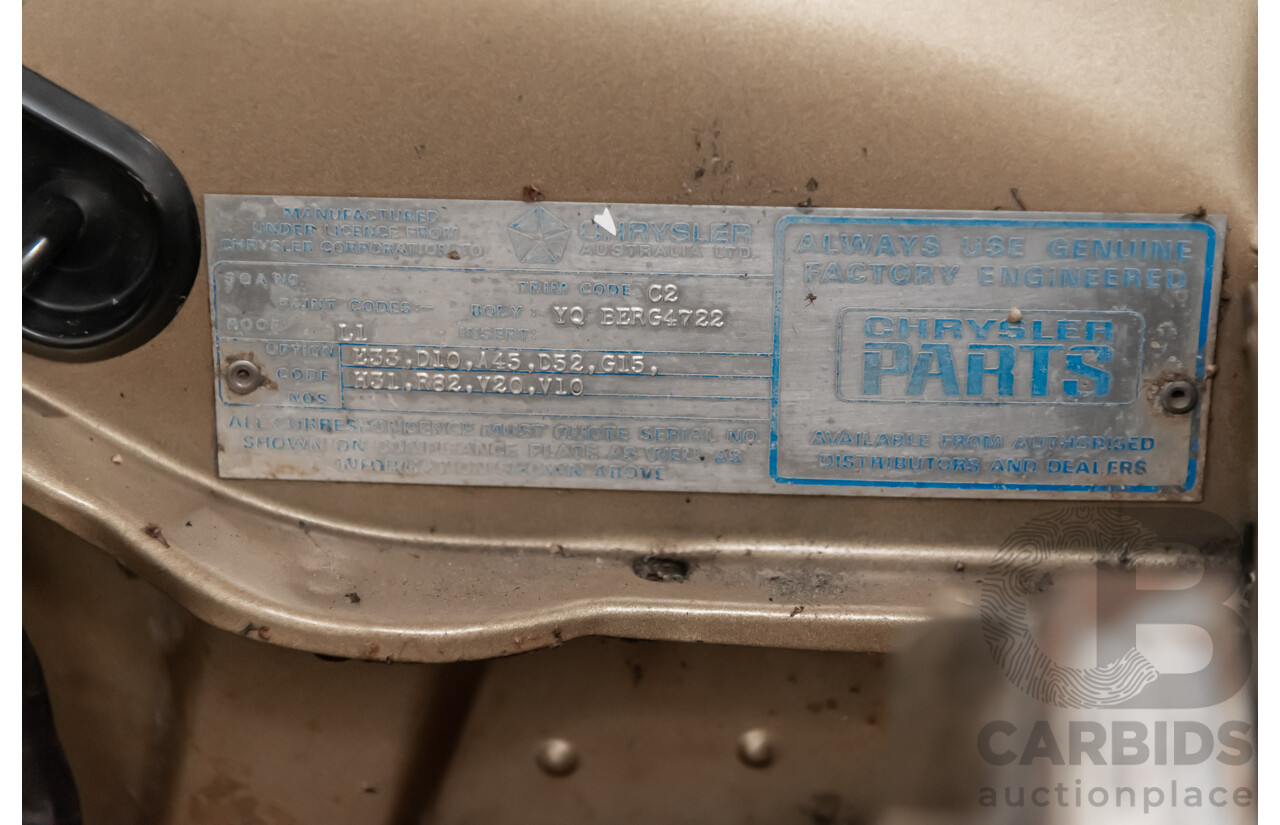 MANUFACTURED
UNDER LICENCE FROM
CHRYSLER CORPORATION TO
CHRYSLER
AUSTRALIA LTD.
SO A NO.
TRIM CODE C2
PAINT CODES:- BODY: YQ BERG4722
ROOF L1 INSERT:
OPTION E33,D10,A45,D52,G15,
CODE H31,R82,V20,V10
NOS
ALL CORRESPONDENCE MUST QUOTE SERIAL NO
SHOWN ON COMPLIANCE PLATE AS WELL AS
INFORMATION SHOWN ABOVE
ALWAYS USE GENUINE
FACTORY ENGINEERED
CHRYSLER
PARTS
AVAILABLE FROM AUTHORISED
DISTRIBUTORS AND DEALERS
CB
CARBIDS
auctionplace